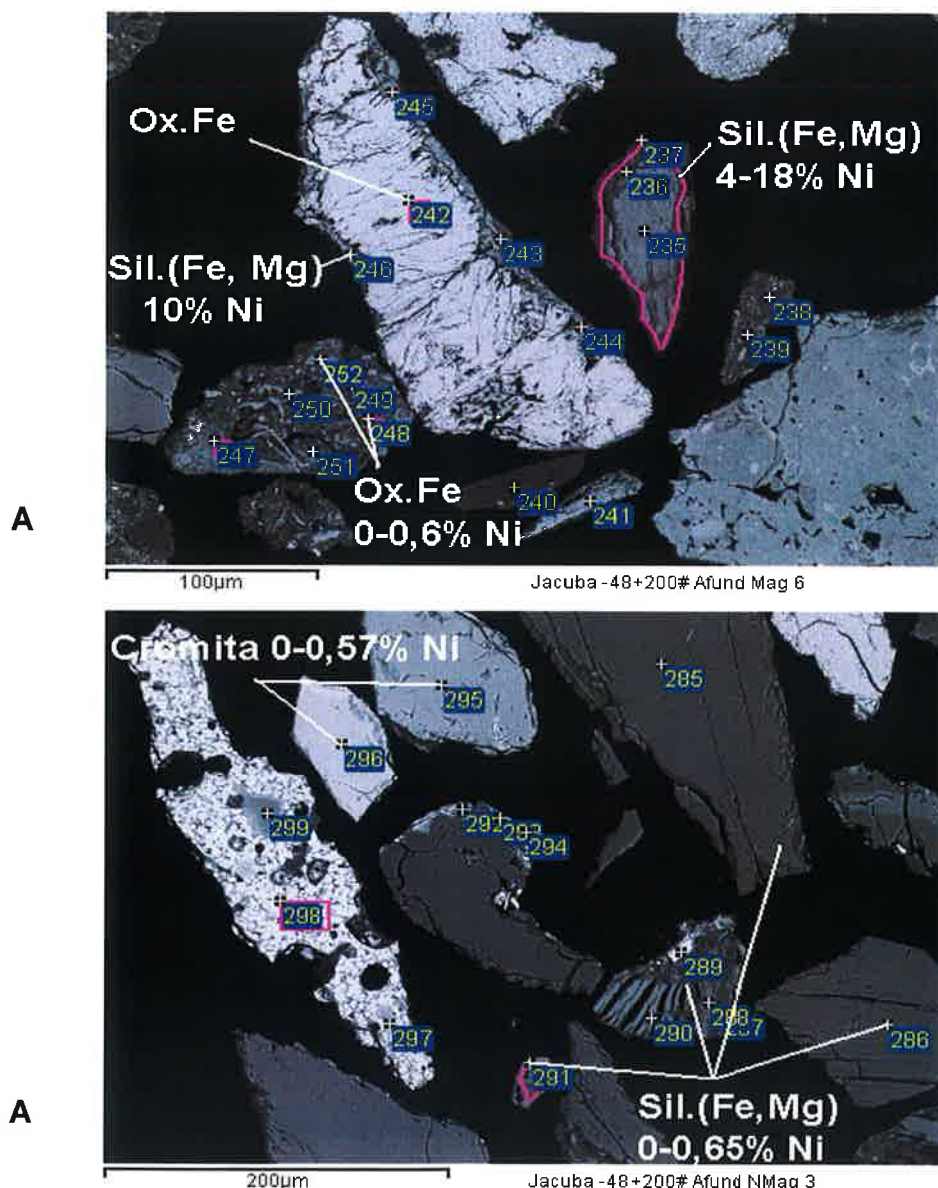 Ox.Fe
245
237
Sil.(Fe,Mg)
4-18% Ni
236
242
235
243
Sil.(Fe, Mg)
10% Ni
246
238
239
244
252
249
250
248
247
251
Ox.Fe
0-0,6% Ni
240
241
A
100µm
Jacuba -48+200# Afund Mag 6
Cromita 0-0,57% Ni
285
295
296
299
292
293
294
298
289
288
287
290
286
297
291
Sil.(Fe,Mg)
0-0,65% Ni
A
200µm
Jacuba -48+200# Afund NMag 3